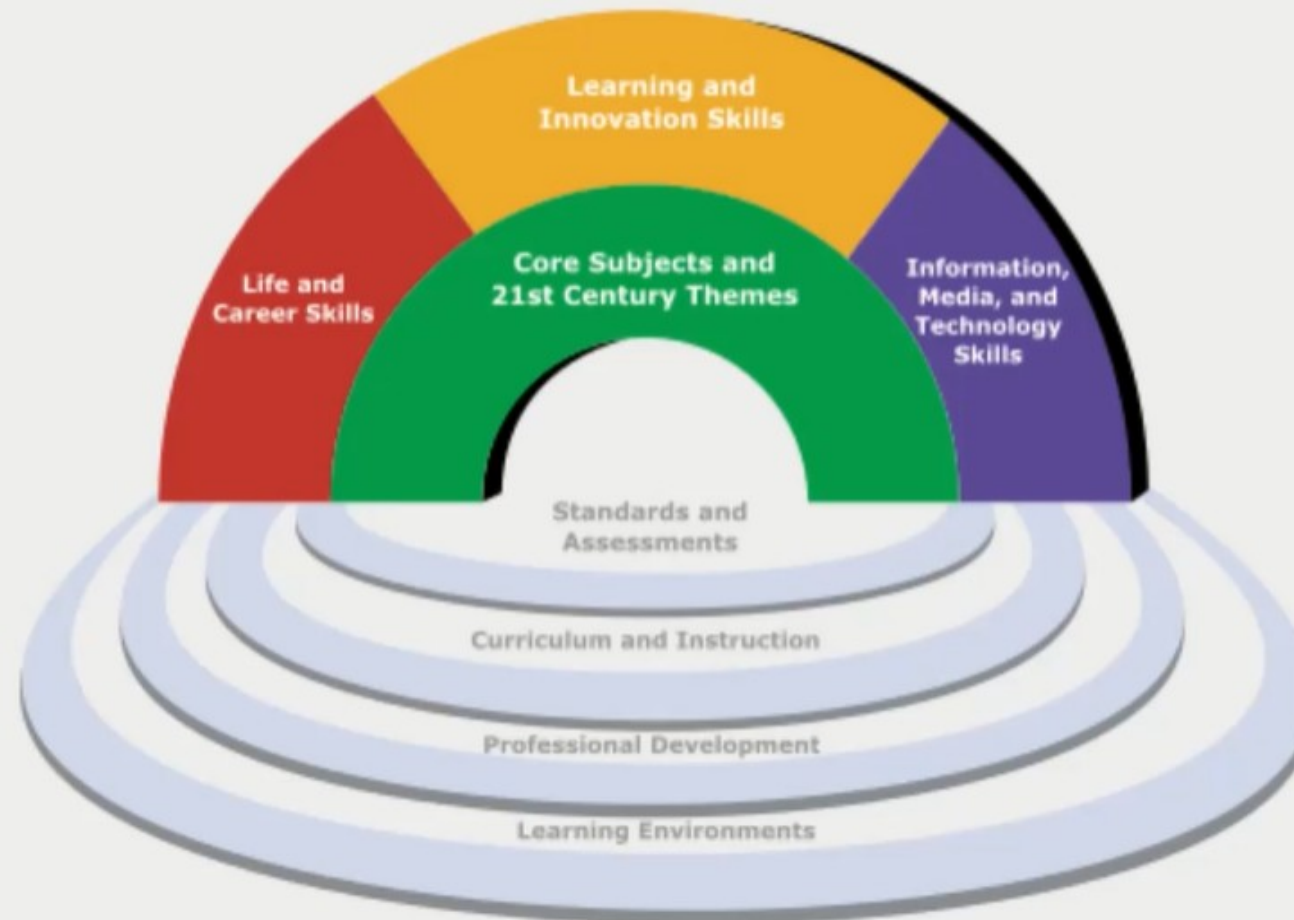 Learning and
Innovation Skills
Core Subjects and
21st Century Themes
Life and
Career Skills
Information,
Media, and
Technology
Skills
Standards and
Assessments
Curriculum and Instruction
Professional Development
Learning Environments